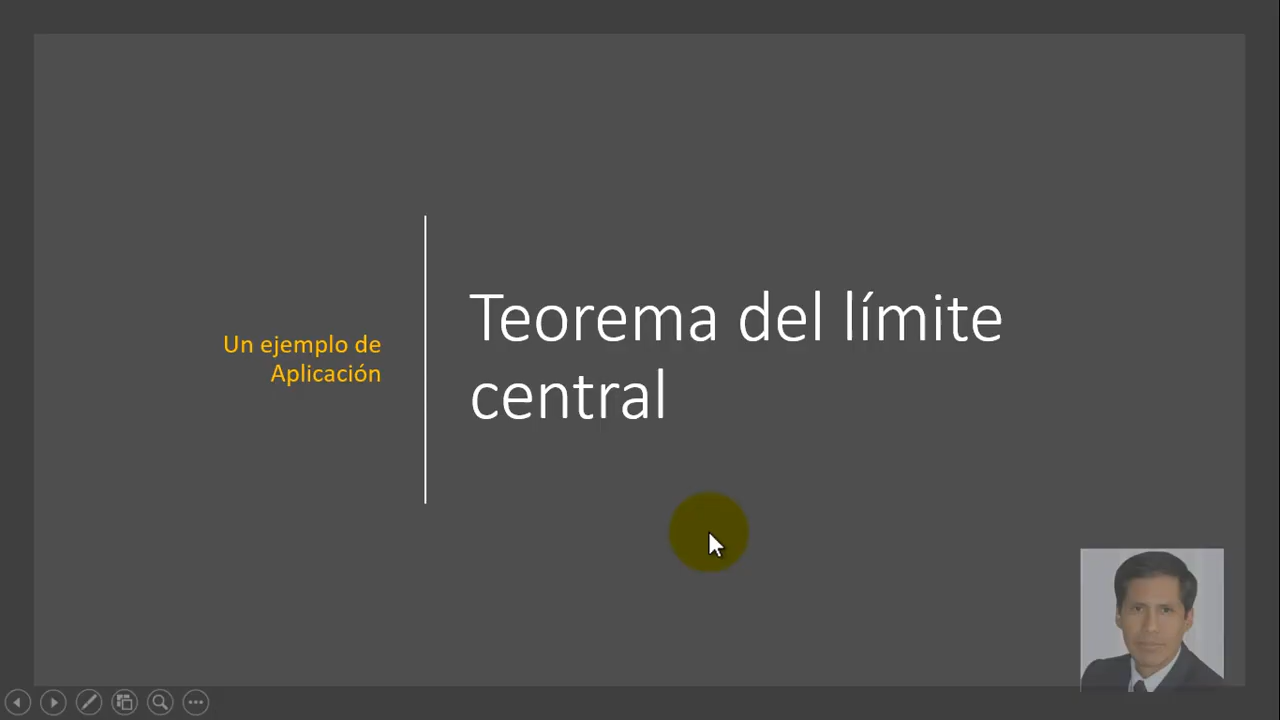 Un ejemplo de
Aplicación
Teorema del límite
central